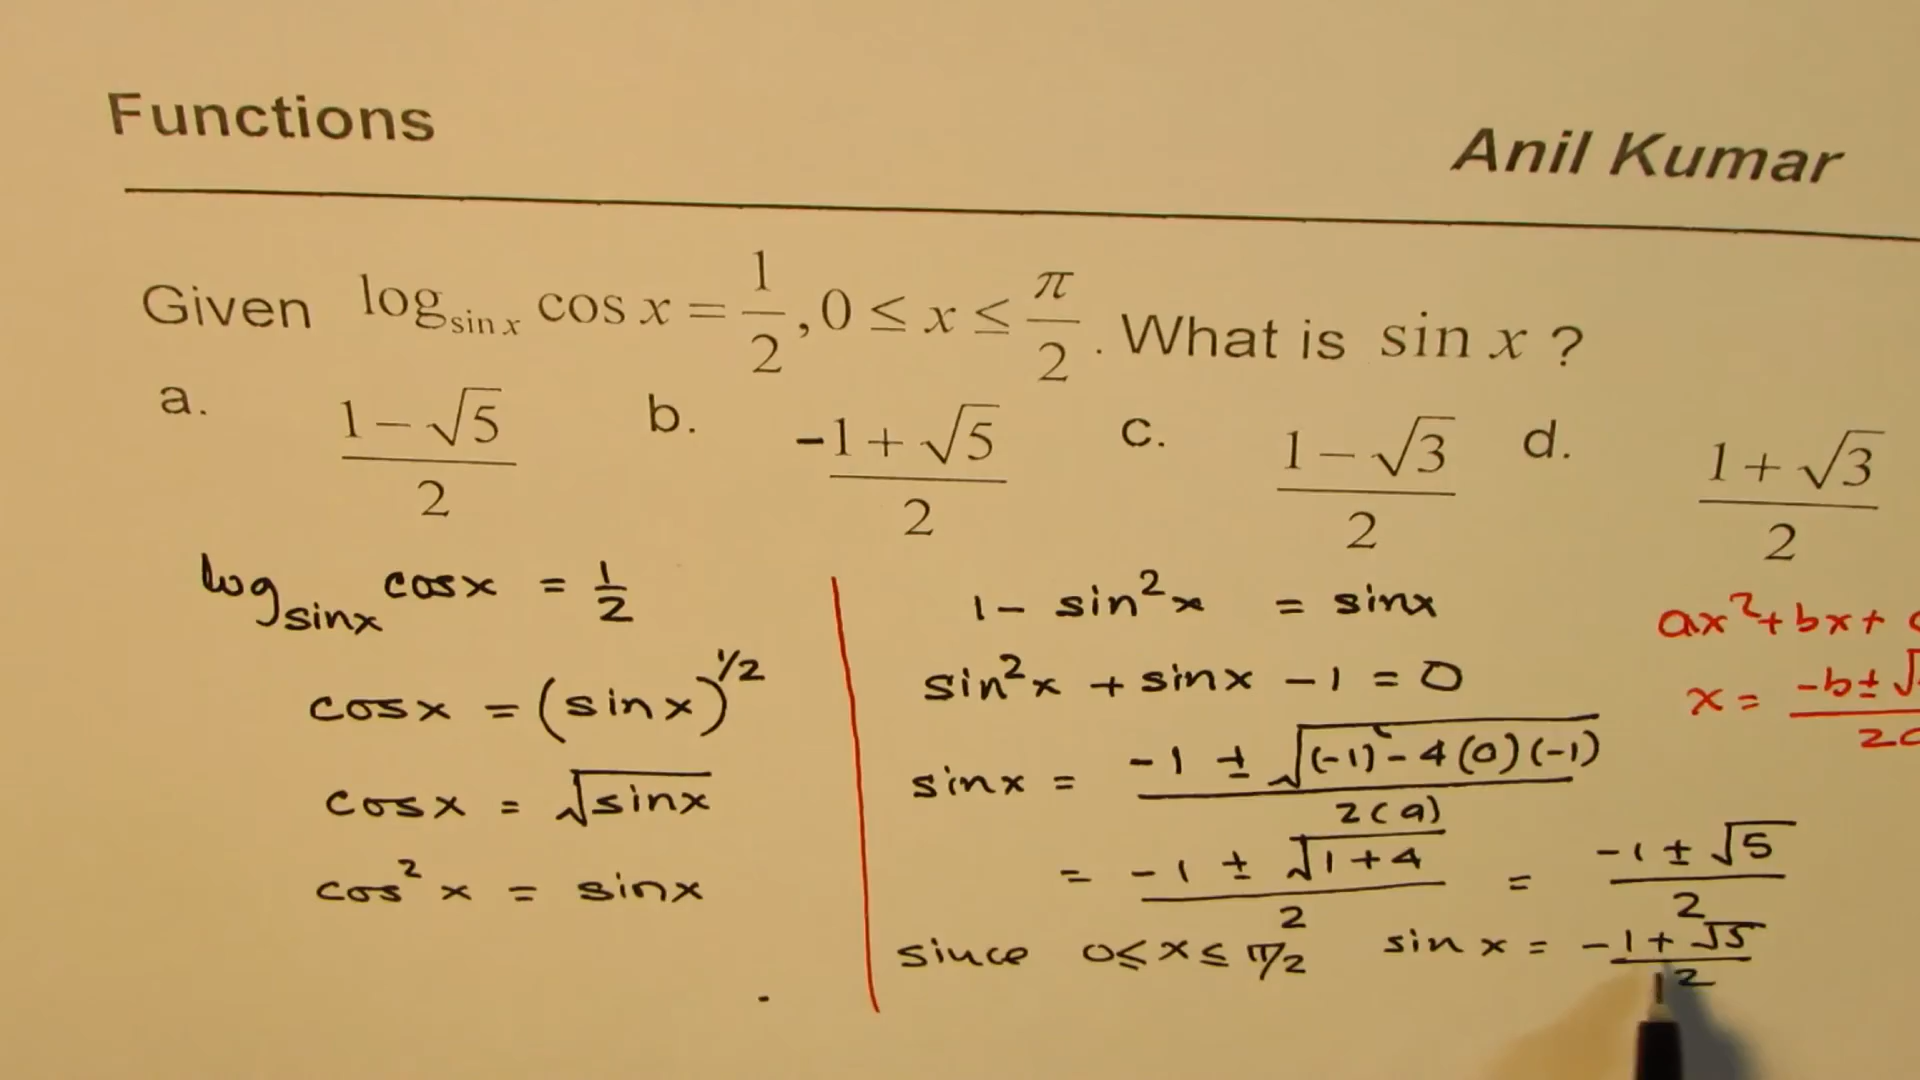 Functions
Anil Kumar
Given log_{sin x} cos x = 1/2, 0 ≤ x ≤ π/2. What is sin x ?
a. (1 − √5)/2 b. (-1 + √5)/2 c. (1 − √3)/2 d. (1 + √3)/2
log_{sinx} cosx = 1/2
cosx = (sinx)^{1/2}
cosx = √sinx
cos²x = sinx
1 - sin²x = sinx
sin²x + sinx - 1 = 0
sinx = (-1 ± √((-1)² - 4(0)(-1)))/2(a)
= (-1 ± √(1+4))/2 = (-1 ± √5)/2
since 0 ≤ x ≤ π/2 sin x = (-1 + √5)/2
ax² + bx +
x = -b ± √